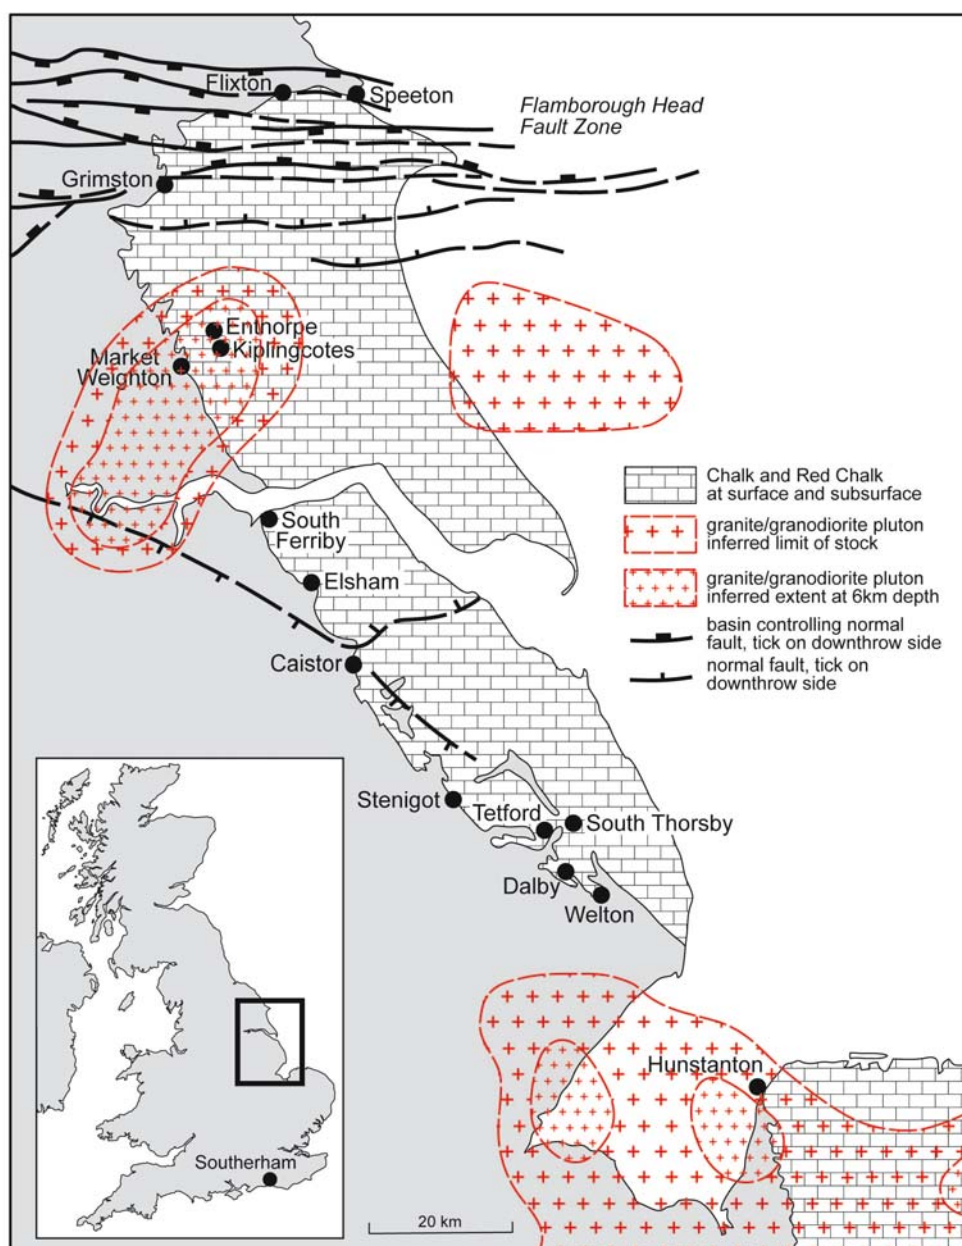 Flixton
Speeton
Flamborough Head
Fault Zone
Grimston
Enthorpe
Kiplingcotes
Market
Weighton
South
Ferriby
Elsham
Caistor
Stenigot
Tetford
South Thorsby
Dalby
Welton
Hunstanton
Chalk and Red Chalk
at surface and subsurface
granite/granodiorite pluton
inferred limit of stock
granite/granodiorite pluton
inferred extent at 6km depth
basin controlling normal
fault, tick on downthrow side
normal fault, tick on
downthrow side
Southerham
20 km